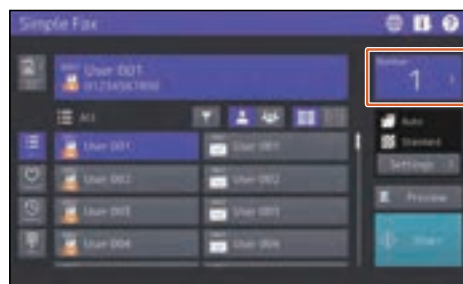 Simple Fax
User 001
0123456789
Number
1
All
User 001
User 001
User 002
User 002
User 003
User 003
User 004
User 004
Auto
Standard
Settings
Preview
Start